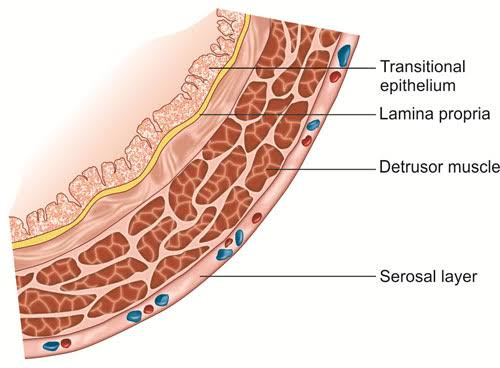 Transitional
epithelium
Lamina propria
Detrusor muscle
Serosal layer